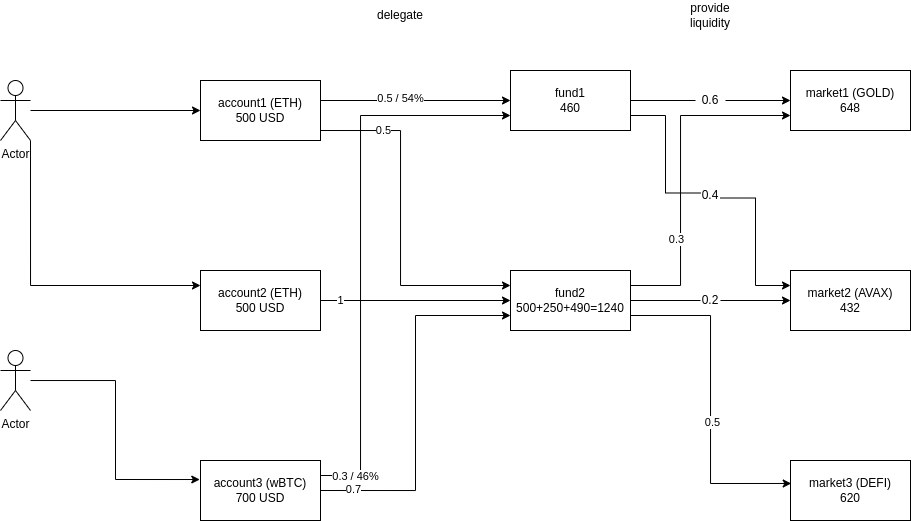 delegate
provide
liquidity
account1 (ETH)
500 USD
0.5 / 54%
fund1
460
0.6
market1 (GOLD)
648
Actor
0.5
0.4
0.3
account2 (ETH)
500 USD
1
fund2
500+250+490=1240
0.2
market2 (AVAX)
432
Actor
0.5
account3 (wBTC)
700 USD
0.3 / 46%
0.7
market3 (DEFI)
620